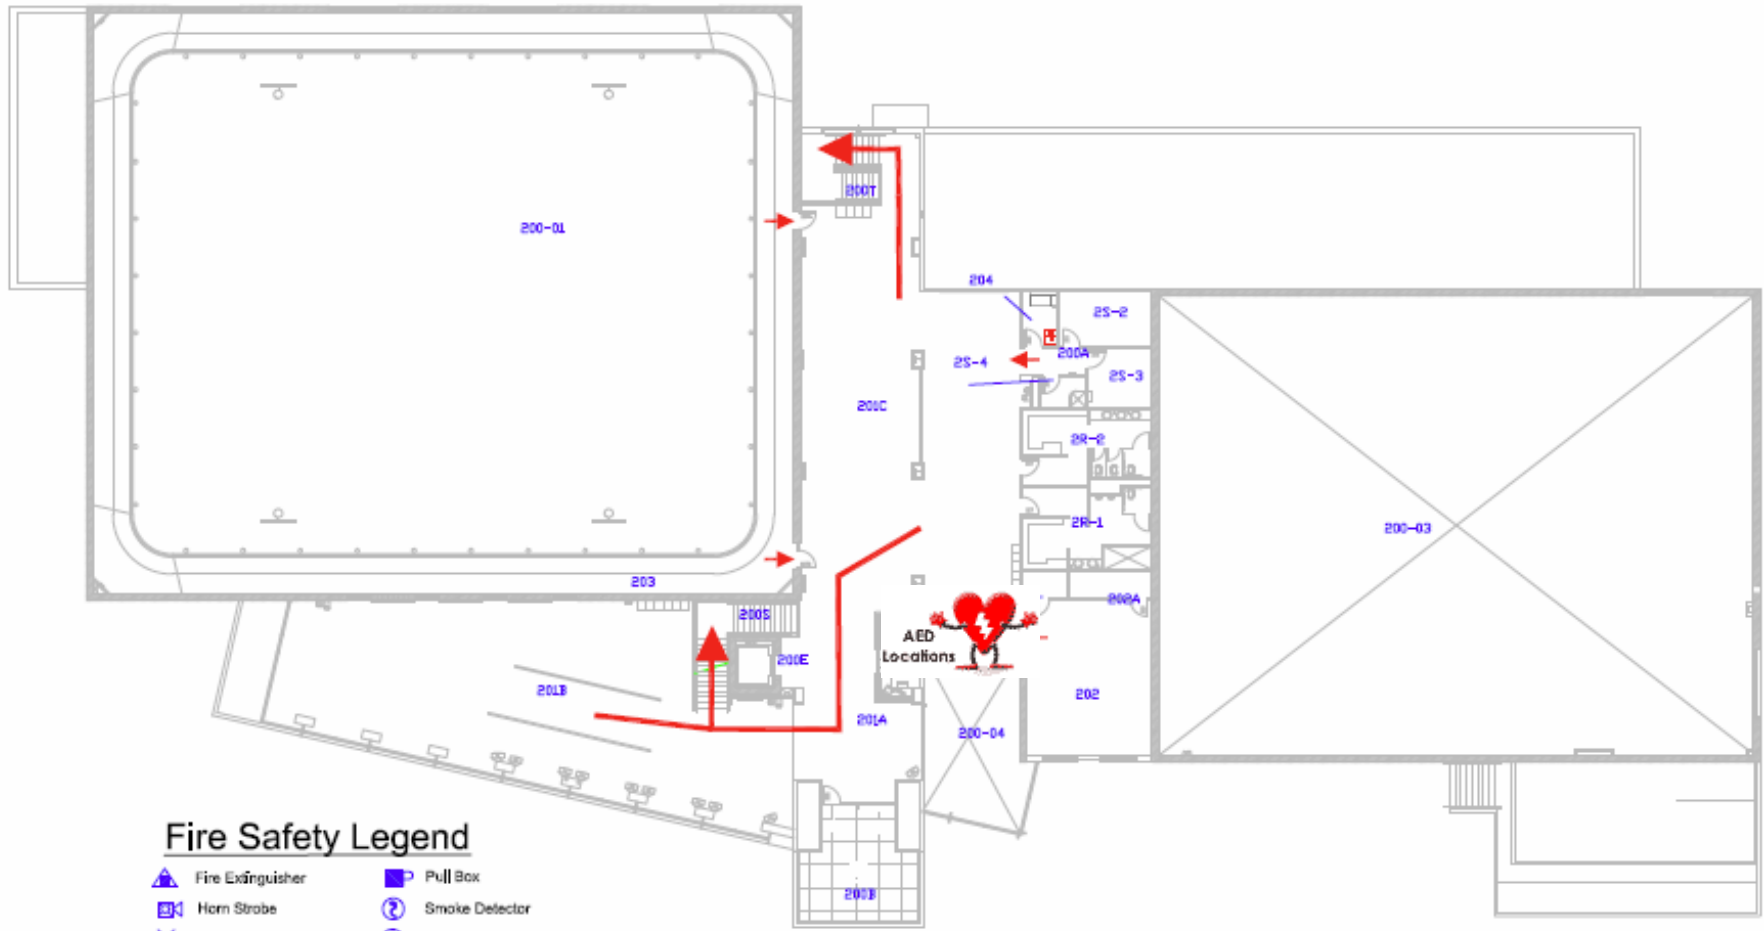 200T
200-01
204
2S-2
200A
2S-4
2S-3
201C
2R-2
2R-1
200-03
203
202A
200S
AED
Locations
200E
201B
202
201A
200-04
Fire Safety Legend
Fire Extinguisher
Pull Box
200B
Horn Strobe
Smoke Detector